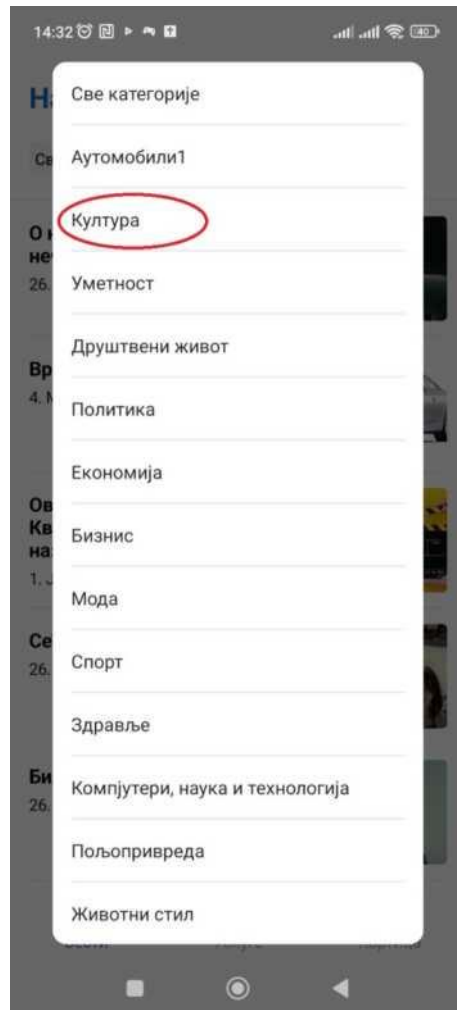 14:32
40
Све категорије
Аутомобили1
Култура
Уметност
Друштвени живот
Политика
Економија
Бизнис
Мода
Спорт
Здравље
Компјутери, наука и технологија
Пољопривреда
Животни стил